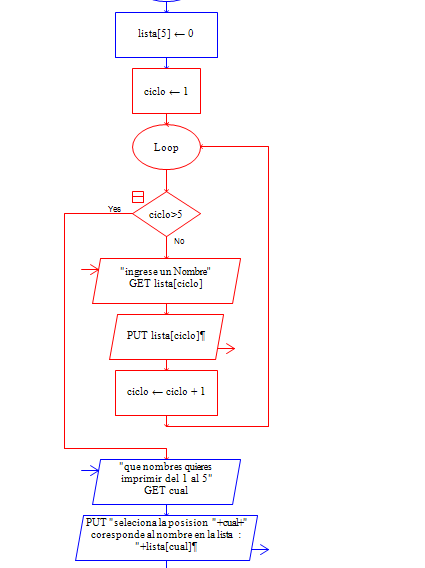 lista[5] ← 0
ciclo ← 1
Loop
ciclo>5
Yes
No
"ingrese un Nombre"
GET lista[ciclo]
PUT lista[ciclo]¶
ciclo ← ciclo + 1
"que nombres quieres
imprimir del 1 al 5"
GET cual
PUT "seleciona la posision "+cual+"
coresponde al nombre en la lista :
"+lista[cual]¶